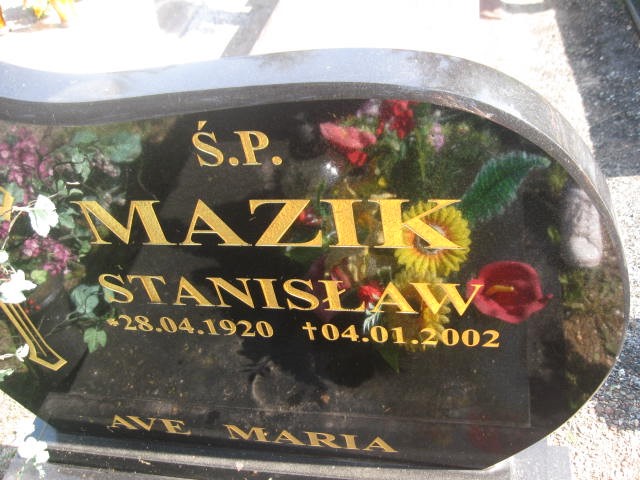 Ś.P.
MAZIK
STANISŁAW
*28.04.1920 †04.01.2002
AVE MARIA